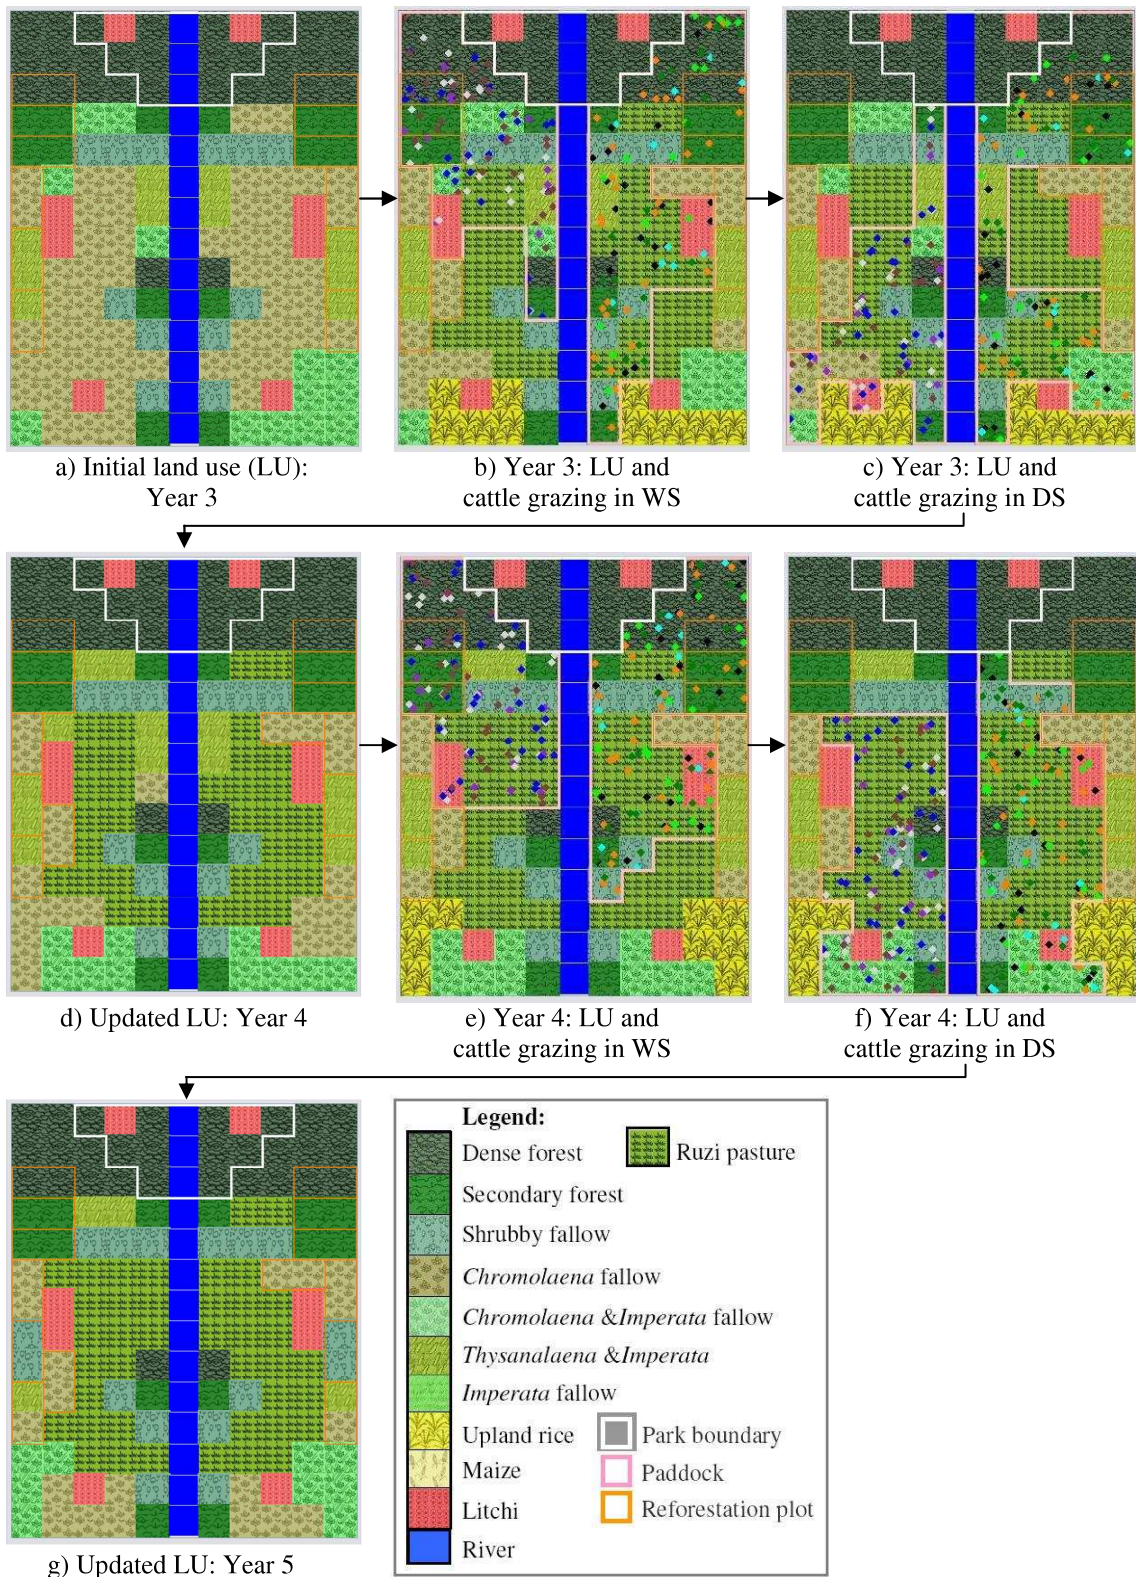 a) Initial land use (LU):
Year 3
b) Year 3: LU and
cattle grazing in WS
c) Year 3: LU and
cattle grazing in DS
d) Updated LU: Year 4
e) Year 4: LU and
cattle grazing in WS
f) Year 4: LU and
cattle grazing in DS
g) Updated LU: Year 5
Legend:
Dense forest
Ruzi pasture
Secondary forest
Shrubby fallow
Chromolaena fallow
Chromolaena &Imperata fallow
Thysanalaena &Imperata
Imperata fallow
Upland rice
Park boundary
Maize
Paddock
Litchi
Reforestation plot
River